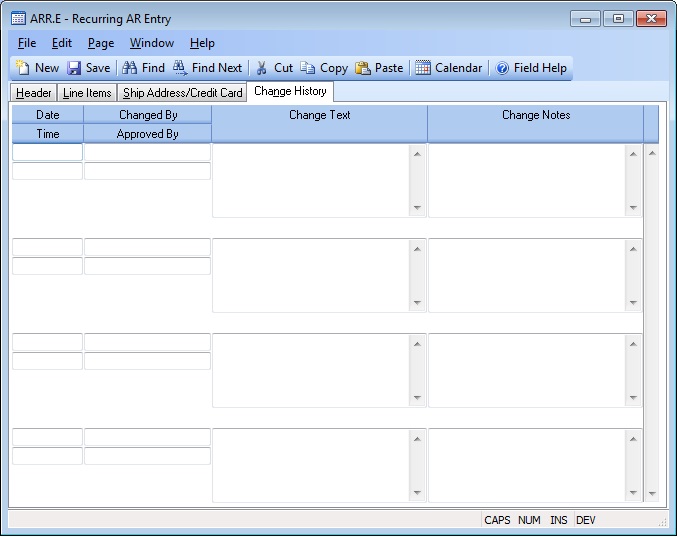 ARR.E - Recurring AR Entry
File Edit Page Window Help
New Save Find Find Next Cut Copy Paste Calendar Field Help
Header Line Items Ship Address/Credit Card Change History
Date Changed By Change Text Change Notes
Time Approved By
CAPS NUM INS DEV